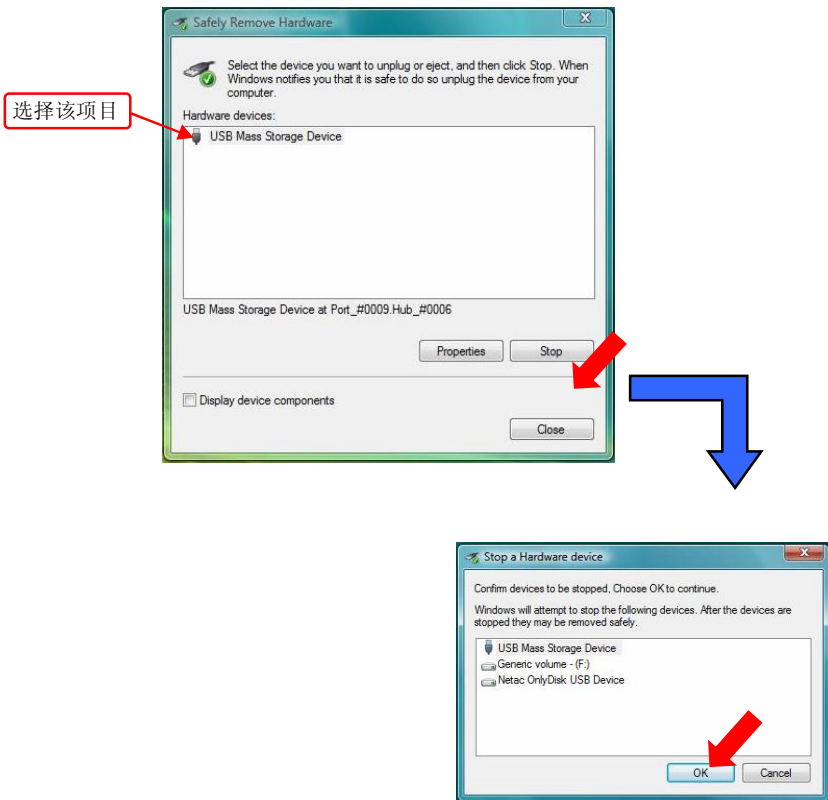 Safely Remove Hardware
Select the device you want to unplug or eject, and then click Stop. When
Windows notifies you that it is safe to do so unplug the device from your
computer.
选择该项目
Hardware devices:
USB Mass Storage Device
USB Mass Storage Device at Port_#0009.Hub_#0006
Properties
Stop
Display device components
Close
Stop a Hardware device
Confirm devices to be stopped, Choose OK to continue.
Windows will attempt to stop the following devices. After the devices are
stopped they may be removed safely.
USB Mass Storage Device
Generic volume - (F:)
Netac OnlyDisk USB Device
OK
Cancel